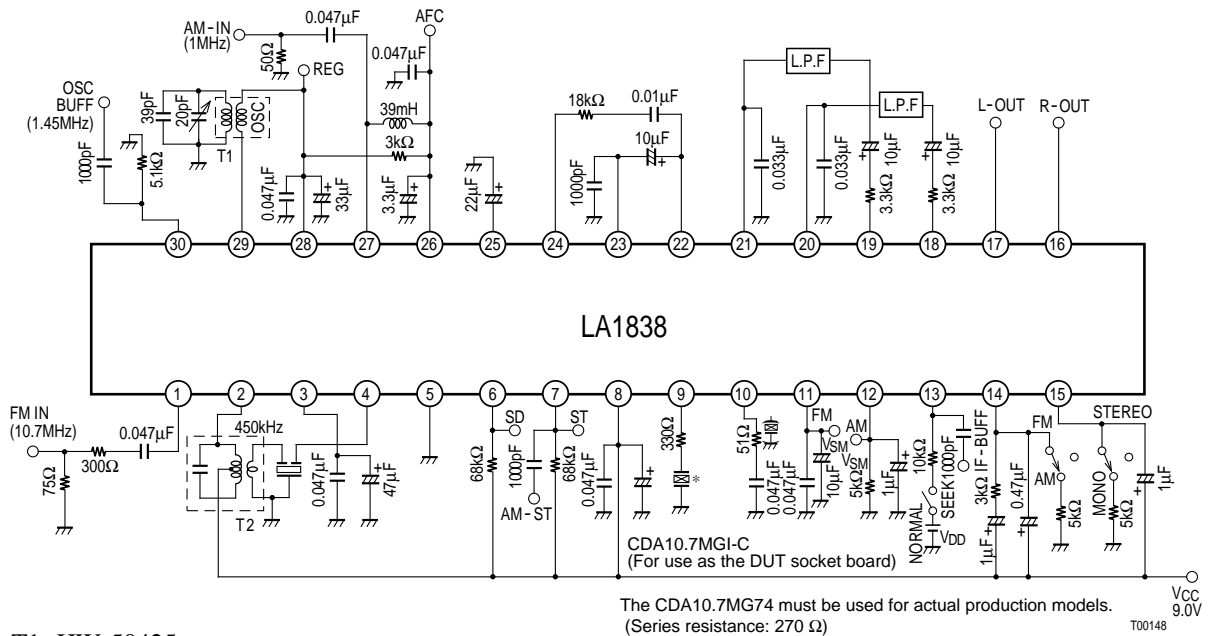 AM-IN
(1MHz)
0.047µF
AFC
50Ω
REG
0.047µF
OSC
BUFF
(1.45MHz)
39pF
20pF
OSC
T1
1000pF
5.1kΩ
39mH
3kΩ
0.047µF
33µF
3.3µF
22µF
18kΩ
0.01µF
10µF
1000pF
L.P.F
L.P.F
0.033µF
0.033µF
10µF
10µF
3.3kΩ
3.3kΩ
L-OUT
R-OUT
30 29 28 27 26 25 24 23 22 21 20 19 18 17 16
LA1838
1 2 3 4 5 6 7 8 9 10 11 12 13 14 15
FM IN
(10.7MHz)
0.047µF
300Ω
75Ω
450kHz
T2
0.047µF
47µF
SD
68kΩ
1000pF
AM-ST
ST
68kΩ
0.047µF
330Ω
*
51Ω
0.047µF
0.047µF
FM
VSM
10µF
AM
VSM
5kΩ
1µF
10kΩ
NORMAL
SEEK
1000pF
IF-BUFF
VDD
3kΩ
1µF
0.47µF
FM
AM
5kΩ
STEREO
MONO
5kΩ
1µF
CDA10.7MGI-C
(For use as the DUT socket board)
VCC
9.0V
The CDA10.7MG74 must be used for actual production models.
(Series resistance: 270 Ω)
T00148